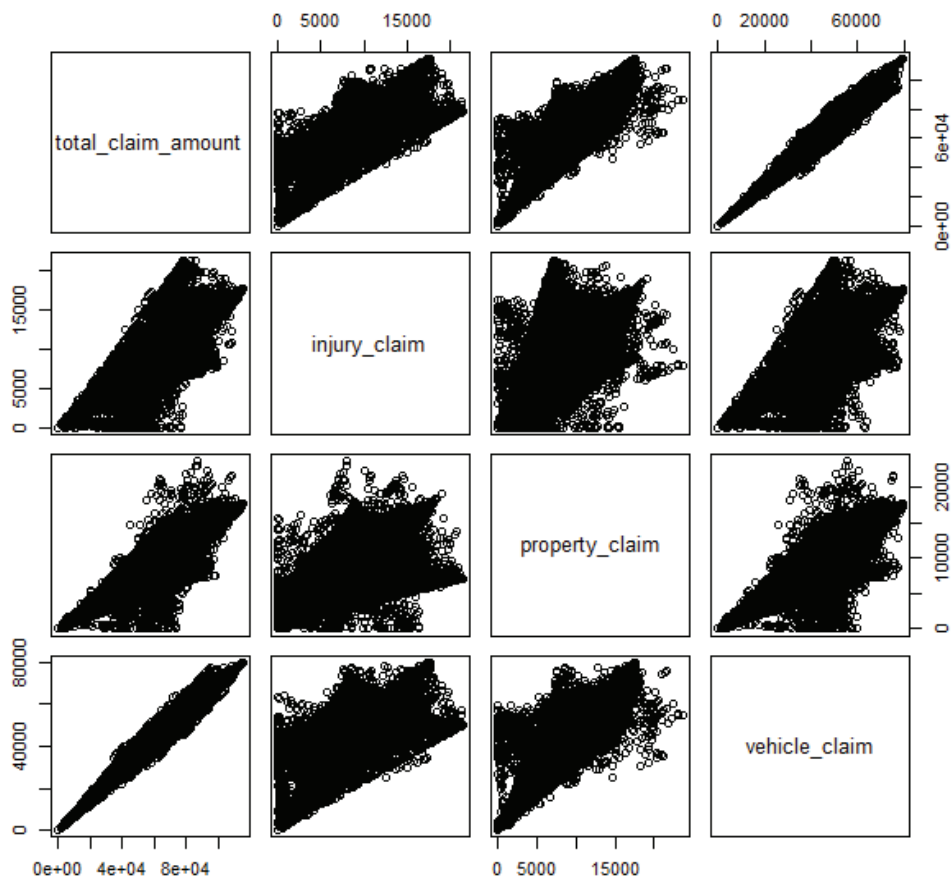 0 5000 15000
0 20000 60000
total_claim_amount
0e+00 6e+04
0 5000 15000
injury_claim
property_claim
0 10000 20000
0 40000 80000
vehicle_claim
0e+00 4e+04 8e+04
0 5000 15000